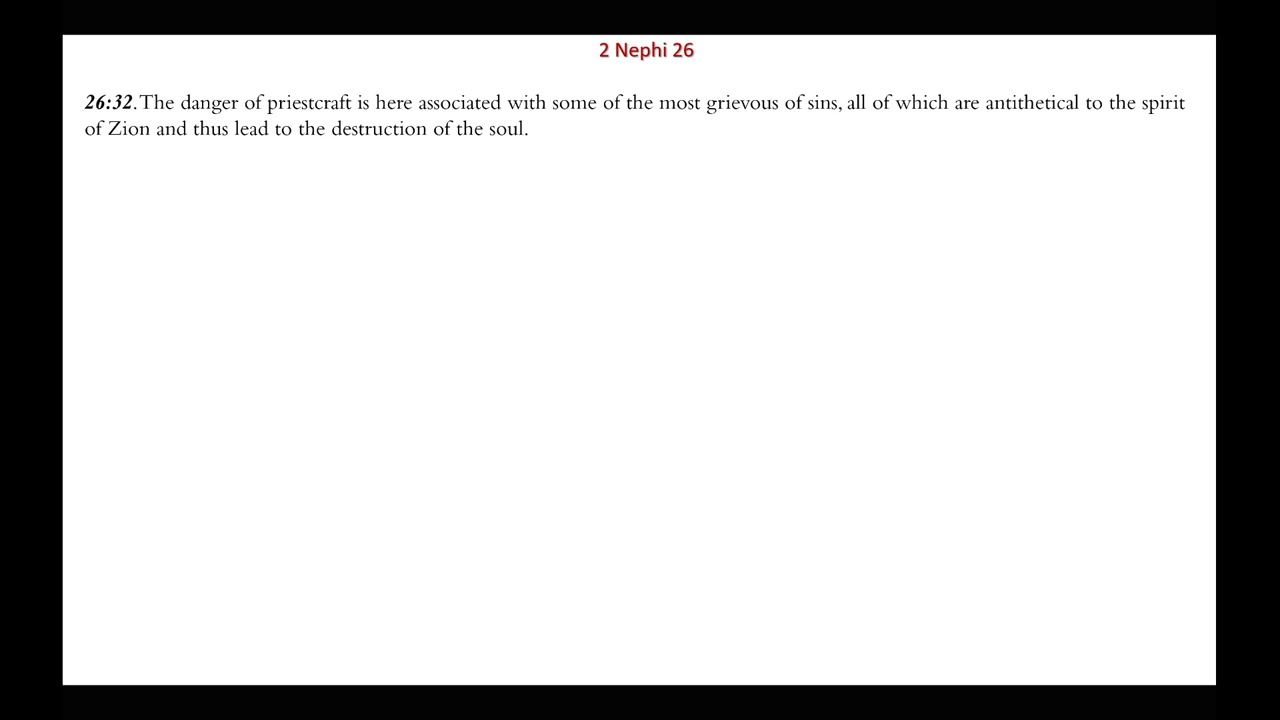 2 Nephi 26
26:32. The danger of priestcraft is here associated with some of the most grievous of sins, all of which are antithetical to the spirit
of Zion and thus lead to the destruction of the soul.